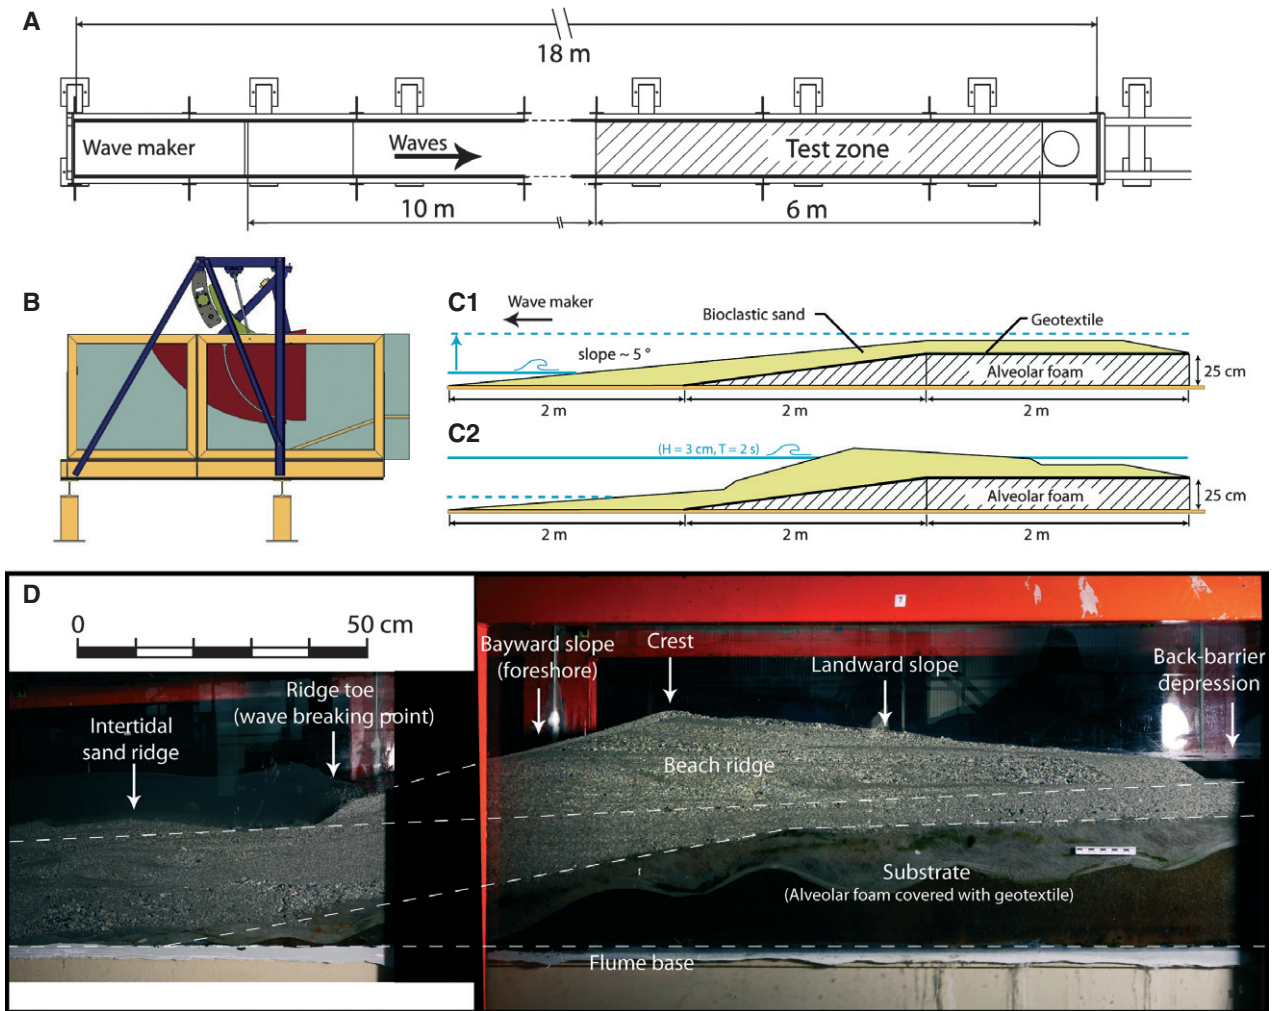 A
18 m
Wave maker
Waves
Test zone
10 m
6 m
B
C1
Wave maker
Bioclastic sand
Geotextile
slope ~ 5 °
Alveolar foam
25 cm
2 m
2 m
2 m
C2
(H = 3 cm, T = 2 s)
Alveolar foam
25 cm
2 m
2 m
2 m
D
0
50 cm
Intertidal
sand ridge
Ridge toe
(wave breaking point)
Bayward slope
(foreshore)
Crest
Landward slope
Back-barrier
depression
Beach ridge
Substrate
(Alveolar foam covered with geotextile)
Flume base